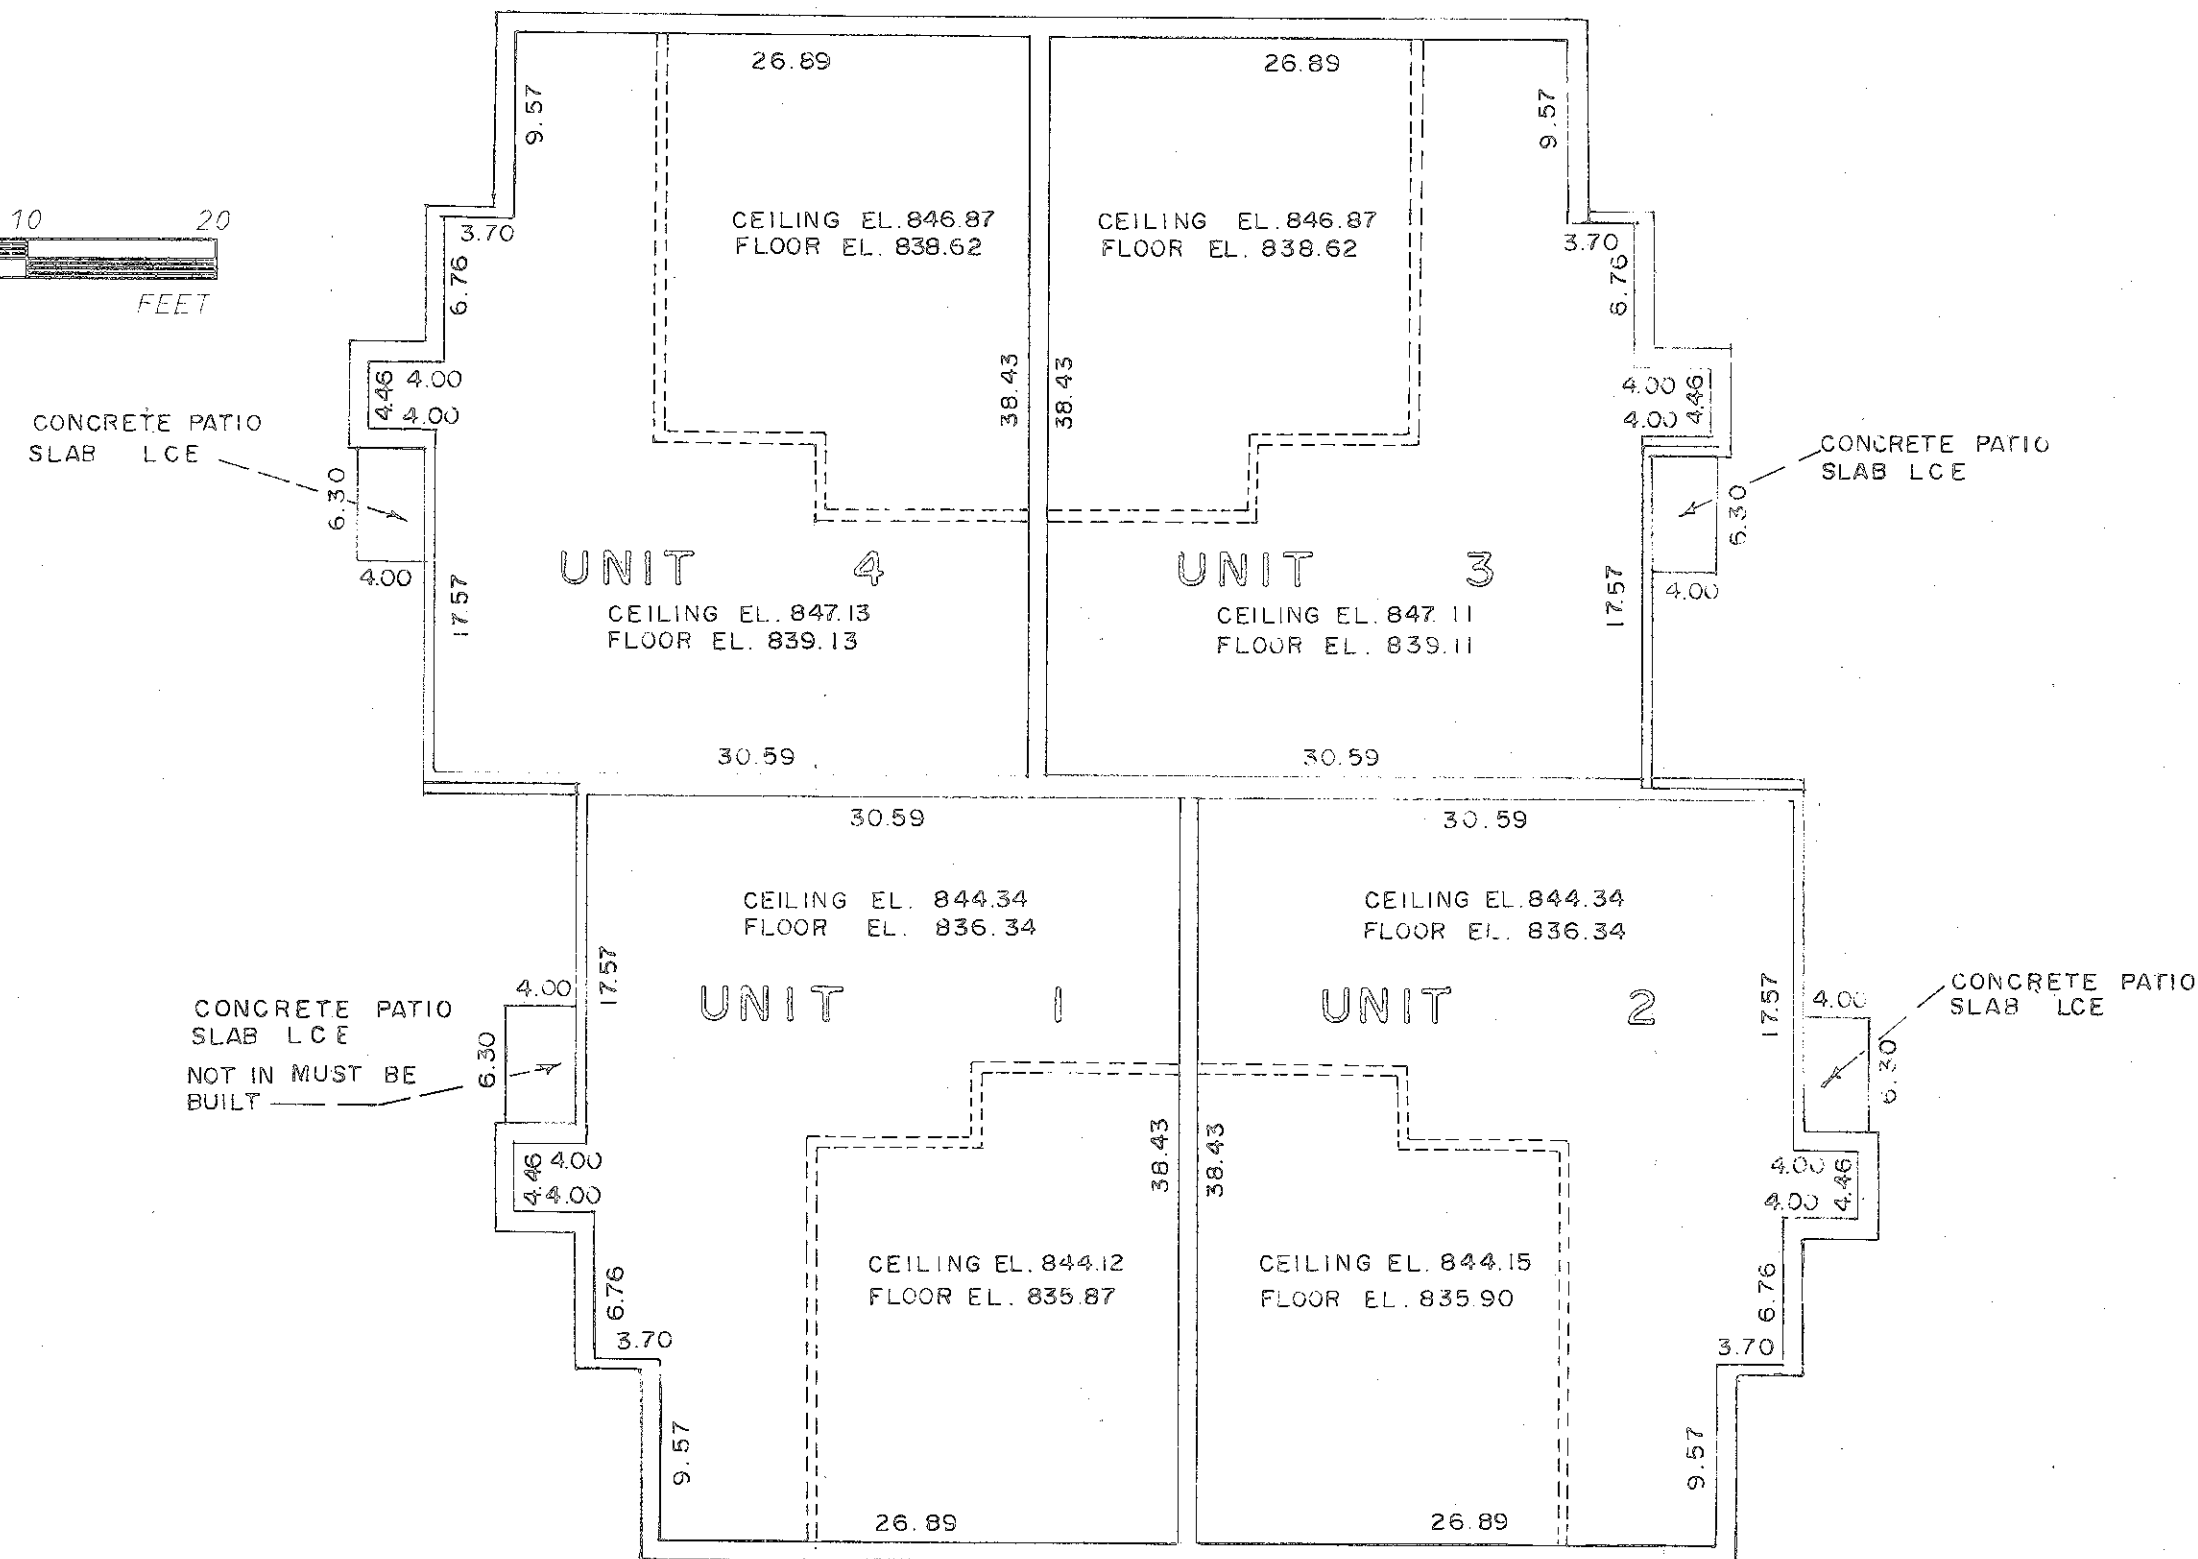 26.89
26.89
9.57
9.57
10 20
FEET
CEILING EL. 846.87
FLOOR EL. 838.62
CEILING EL. 846.87
FLOOR EL. 838.62
3.70
3.70
6.76
6.76
38.43
38.43
4.46 4.00
4.00
4.00 4.46
4.00
CONCRETE PATIO
SLAB LCE
CONCRETE PATIO
SLAB LCE
6.30
6.30
4.00
4.00
17.57
17.57
UNIT 4
CEILING EL. 847.13
FLOOR EL. 839.13
UNIT 3
CEILING EL. 847.11
FLOOR EL. 839.11
30.59
30.59
30.59
30.59
CEILING EL. 844.34
FLOOR EL. 836.34
CEILING EL. 844.34
FLOOR EL. 836.34
17.57
17.57
UNIT 1
UNIT 2
4.00
4.00
CONCRETE PATIO
SLAB LCE
NOT IN MUST BE
BUILT
CONCRETE PATIO
SLAB LCE
6.30
6.30
38.43
38.43
4.46 4.00
4.00
4.00 4.46
4.00
CEILING EL. 844.12
FLOOR EL. 835.87
CEILING EL. 844.15
FLOOR EL. 835.90
6.76
6.76
3.70
3.70
9.57
9.57
26.89
26.89